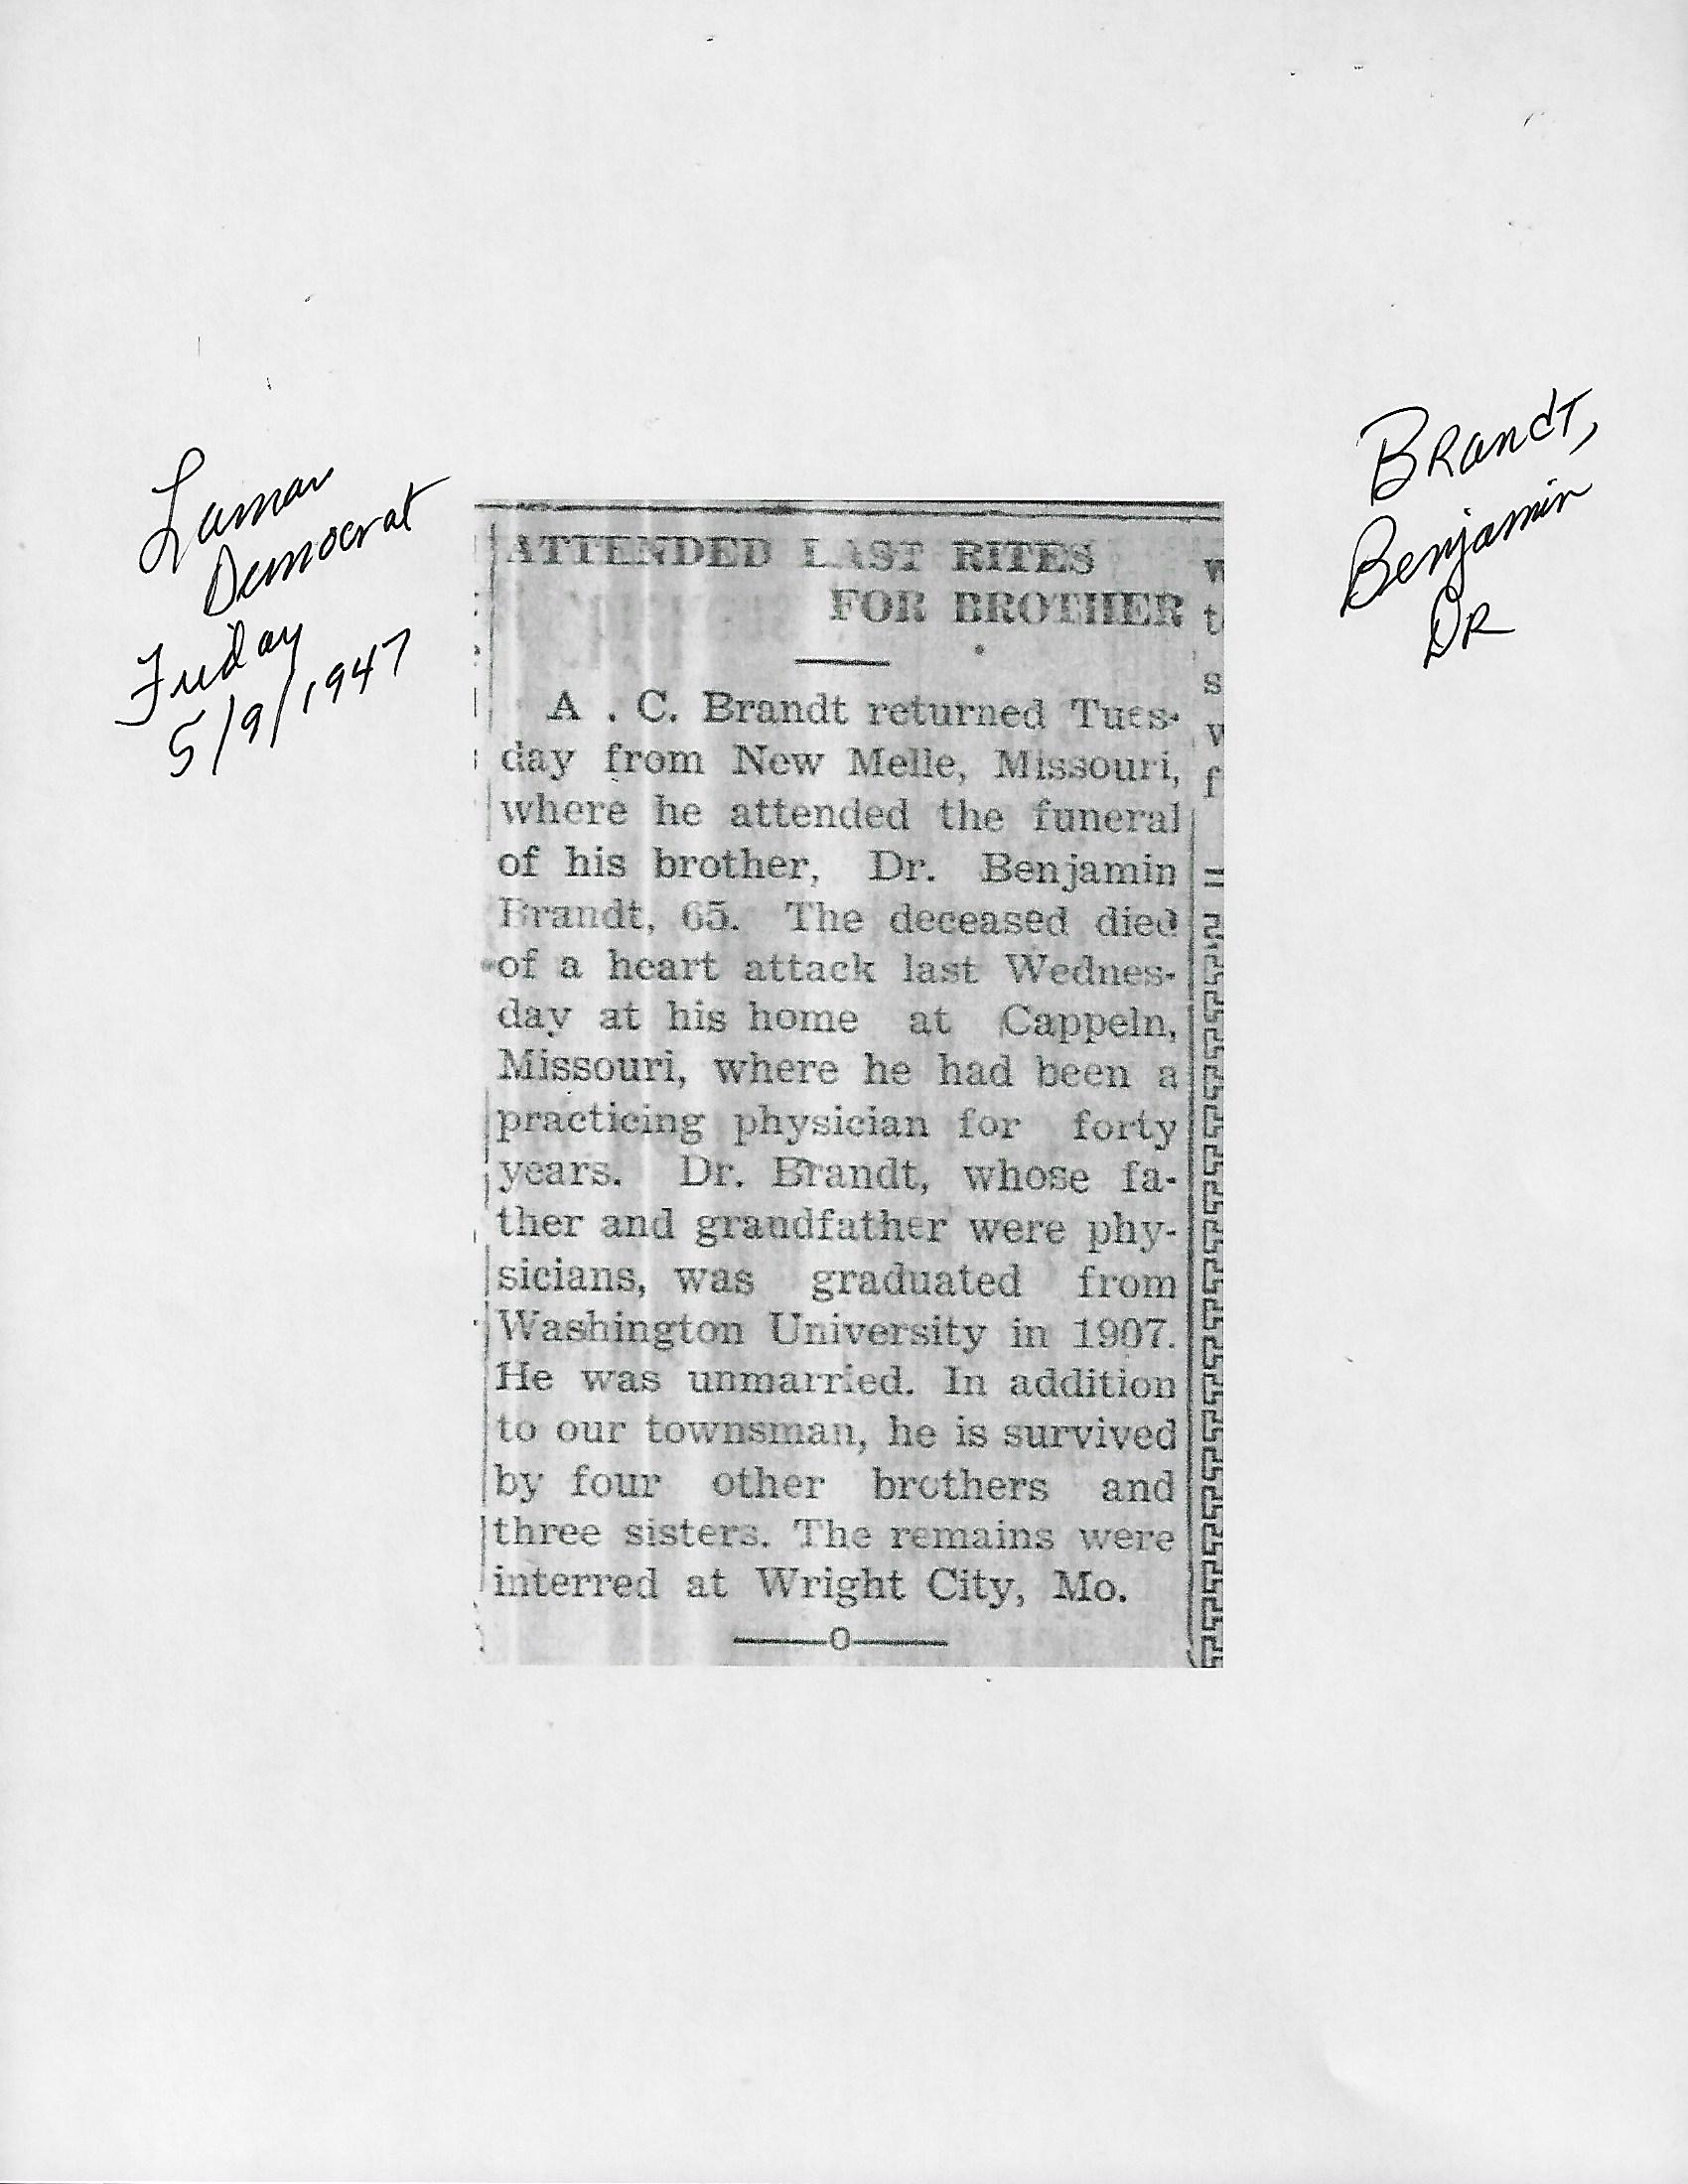 Lamar
Democrat
Friday
5/9/1947
Brandt,
Benjamin
DR
ATTENDED LAST RITES
FOR BROTHER
A . C. Brandt returned Tues-
day from New Melle, Missouri,
where he attended the funeral
of his brother, Dr. Benjamin
Brandt, 65. The deceased died
of a heart attack last Wednes-
day at his home at Cappeln,
Missouri, where he had been a
practicing physician for forty
years. Dr. Brandt, whose fa-
ther and grandfather were phy-
sicians, was graduated from
Washington University in 1907.
He was unmarried. In addition
to our townsman, he is survived
by four other brothers and
three sisters. The remains were
interred at Wright City, Mo.
O